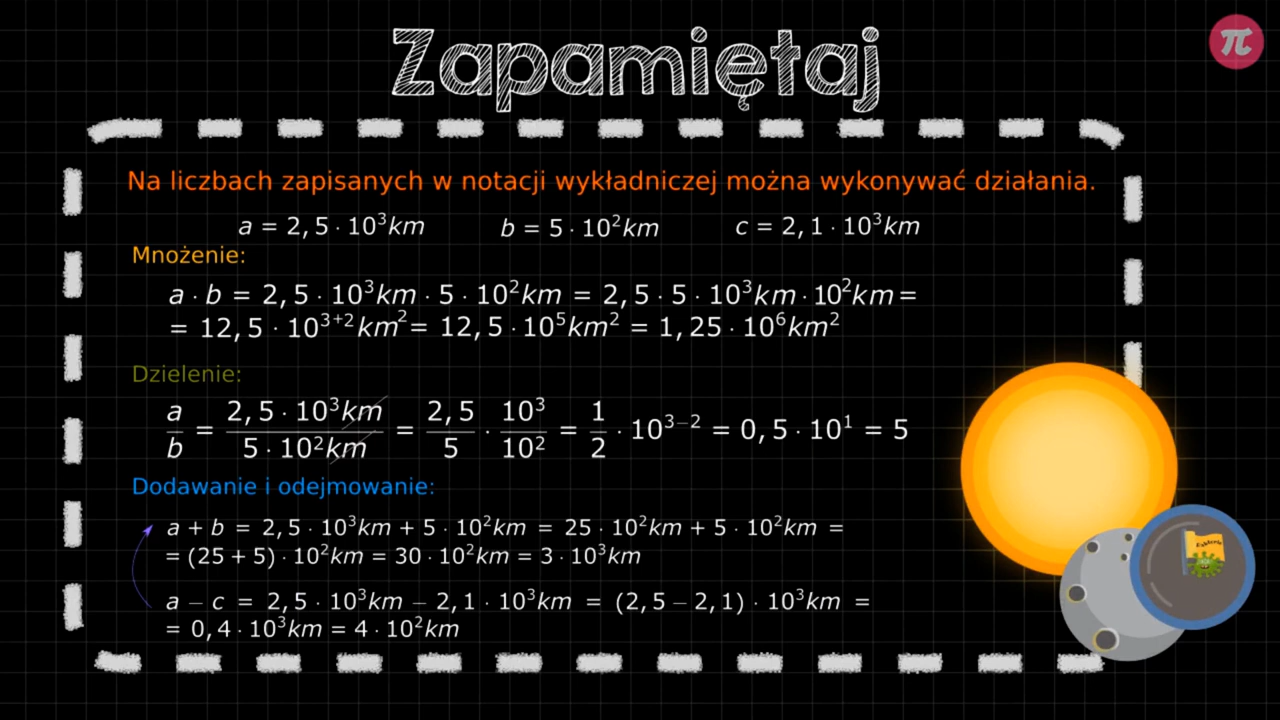 Zapamiętaj
π
Na liczbach zapisanych w notacji wykładniczej można wykonywać działania.
a = 2,5 · 10³km b = 5 · 10²km c = 2,1 · 10³km
Mnożenie:
a · b = 2,5 · 10³km · 5 · 10²km = 2,5 · 5 · 10³km · 10²km =
= 12,5 · 10³⁺²km² = 12,5 · 10⁵km² = 1,25 · 10⁶km²
Dzielenie:
a/b = (2,5 · 10³km)/(5 · 10²km) = 2,5/5 · 10³/10² = 1/2 · 10³⁻² = 0,5 · 10¹ = 5
Dodawanie i odejmowanie:
a + b = 2,5 · 10³km + 5 · 10²km = 25 · 10²km + 5 · 10²km =
= (25 + 5) · 10²km = 30 · 10²km = 3 · 10³km
a − c = 2,5 · 10³km − 2,1 · 10³km = (2,5 − 2,1) · 10³km =
= 0,4 · 10³km = 4 · 10²km